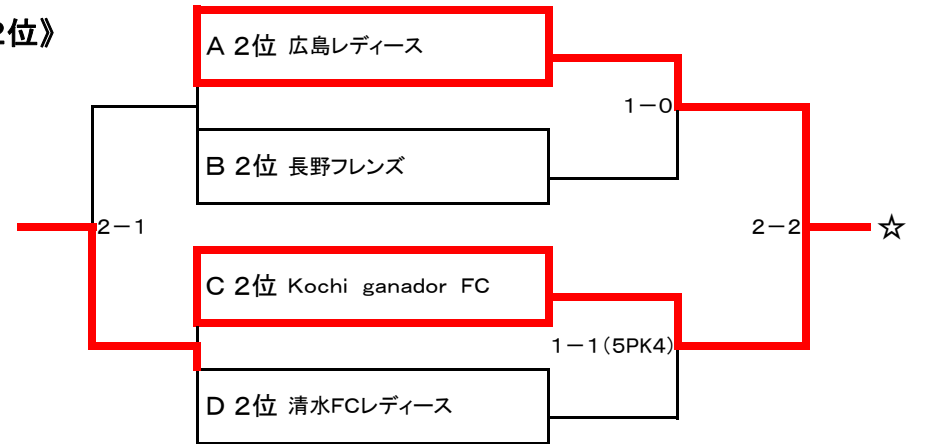 2位》
A 2位 広島レディース
1－0
B 2位 長野フレンズ
2－1
2－2
☆
C 2位 Kochi ganador FC
1－1(5PK4)
D 2位 清水FCレディース